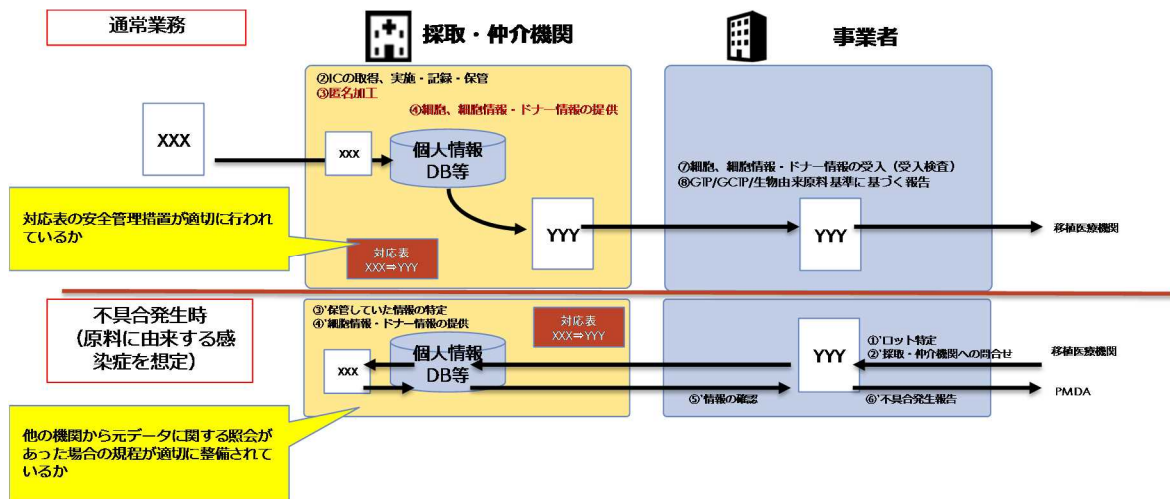 通常業務
採取・仲介機関
事業者
②ICの取得、実施・記録・保管
③匿名加工
④細胞、細胞情報・ドナー情報の提供
XXX
XXX
個人情報
DB等
⑦細胞、細胞情報・ドナー情報の受入（受入検査）
⑧GTP/GCTP/生物由来原料基準に基づく報告
対応表の安全管理措置が適切に行われ
ているか
YYY
YYY
移植医療機関
対応表
XXX⇒YYY
不具合発生時
（原料に由来する感
染症を想定）
③’保管していた情報の特定
④’細胞情報・ドナー情報の提供
対応表
XXX⇒YYY
個人情報
DB等
XXX
YYY
①’ロット特定
②’採取・仲介機関への問合せ
移植医療機関
⑤’情報の確認
⑥’不具合発生報告
PMDA
他の機関から元データに関する照会が
あった場合の規程が適切に整備されて
いるか